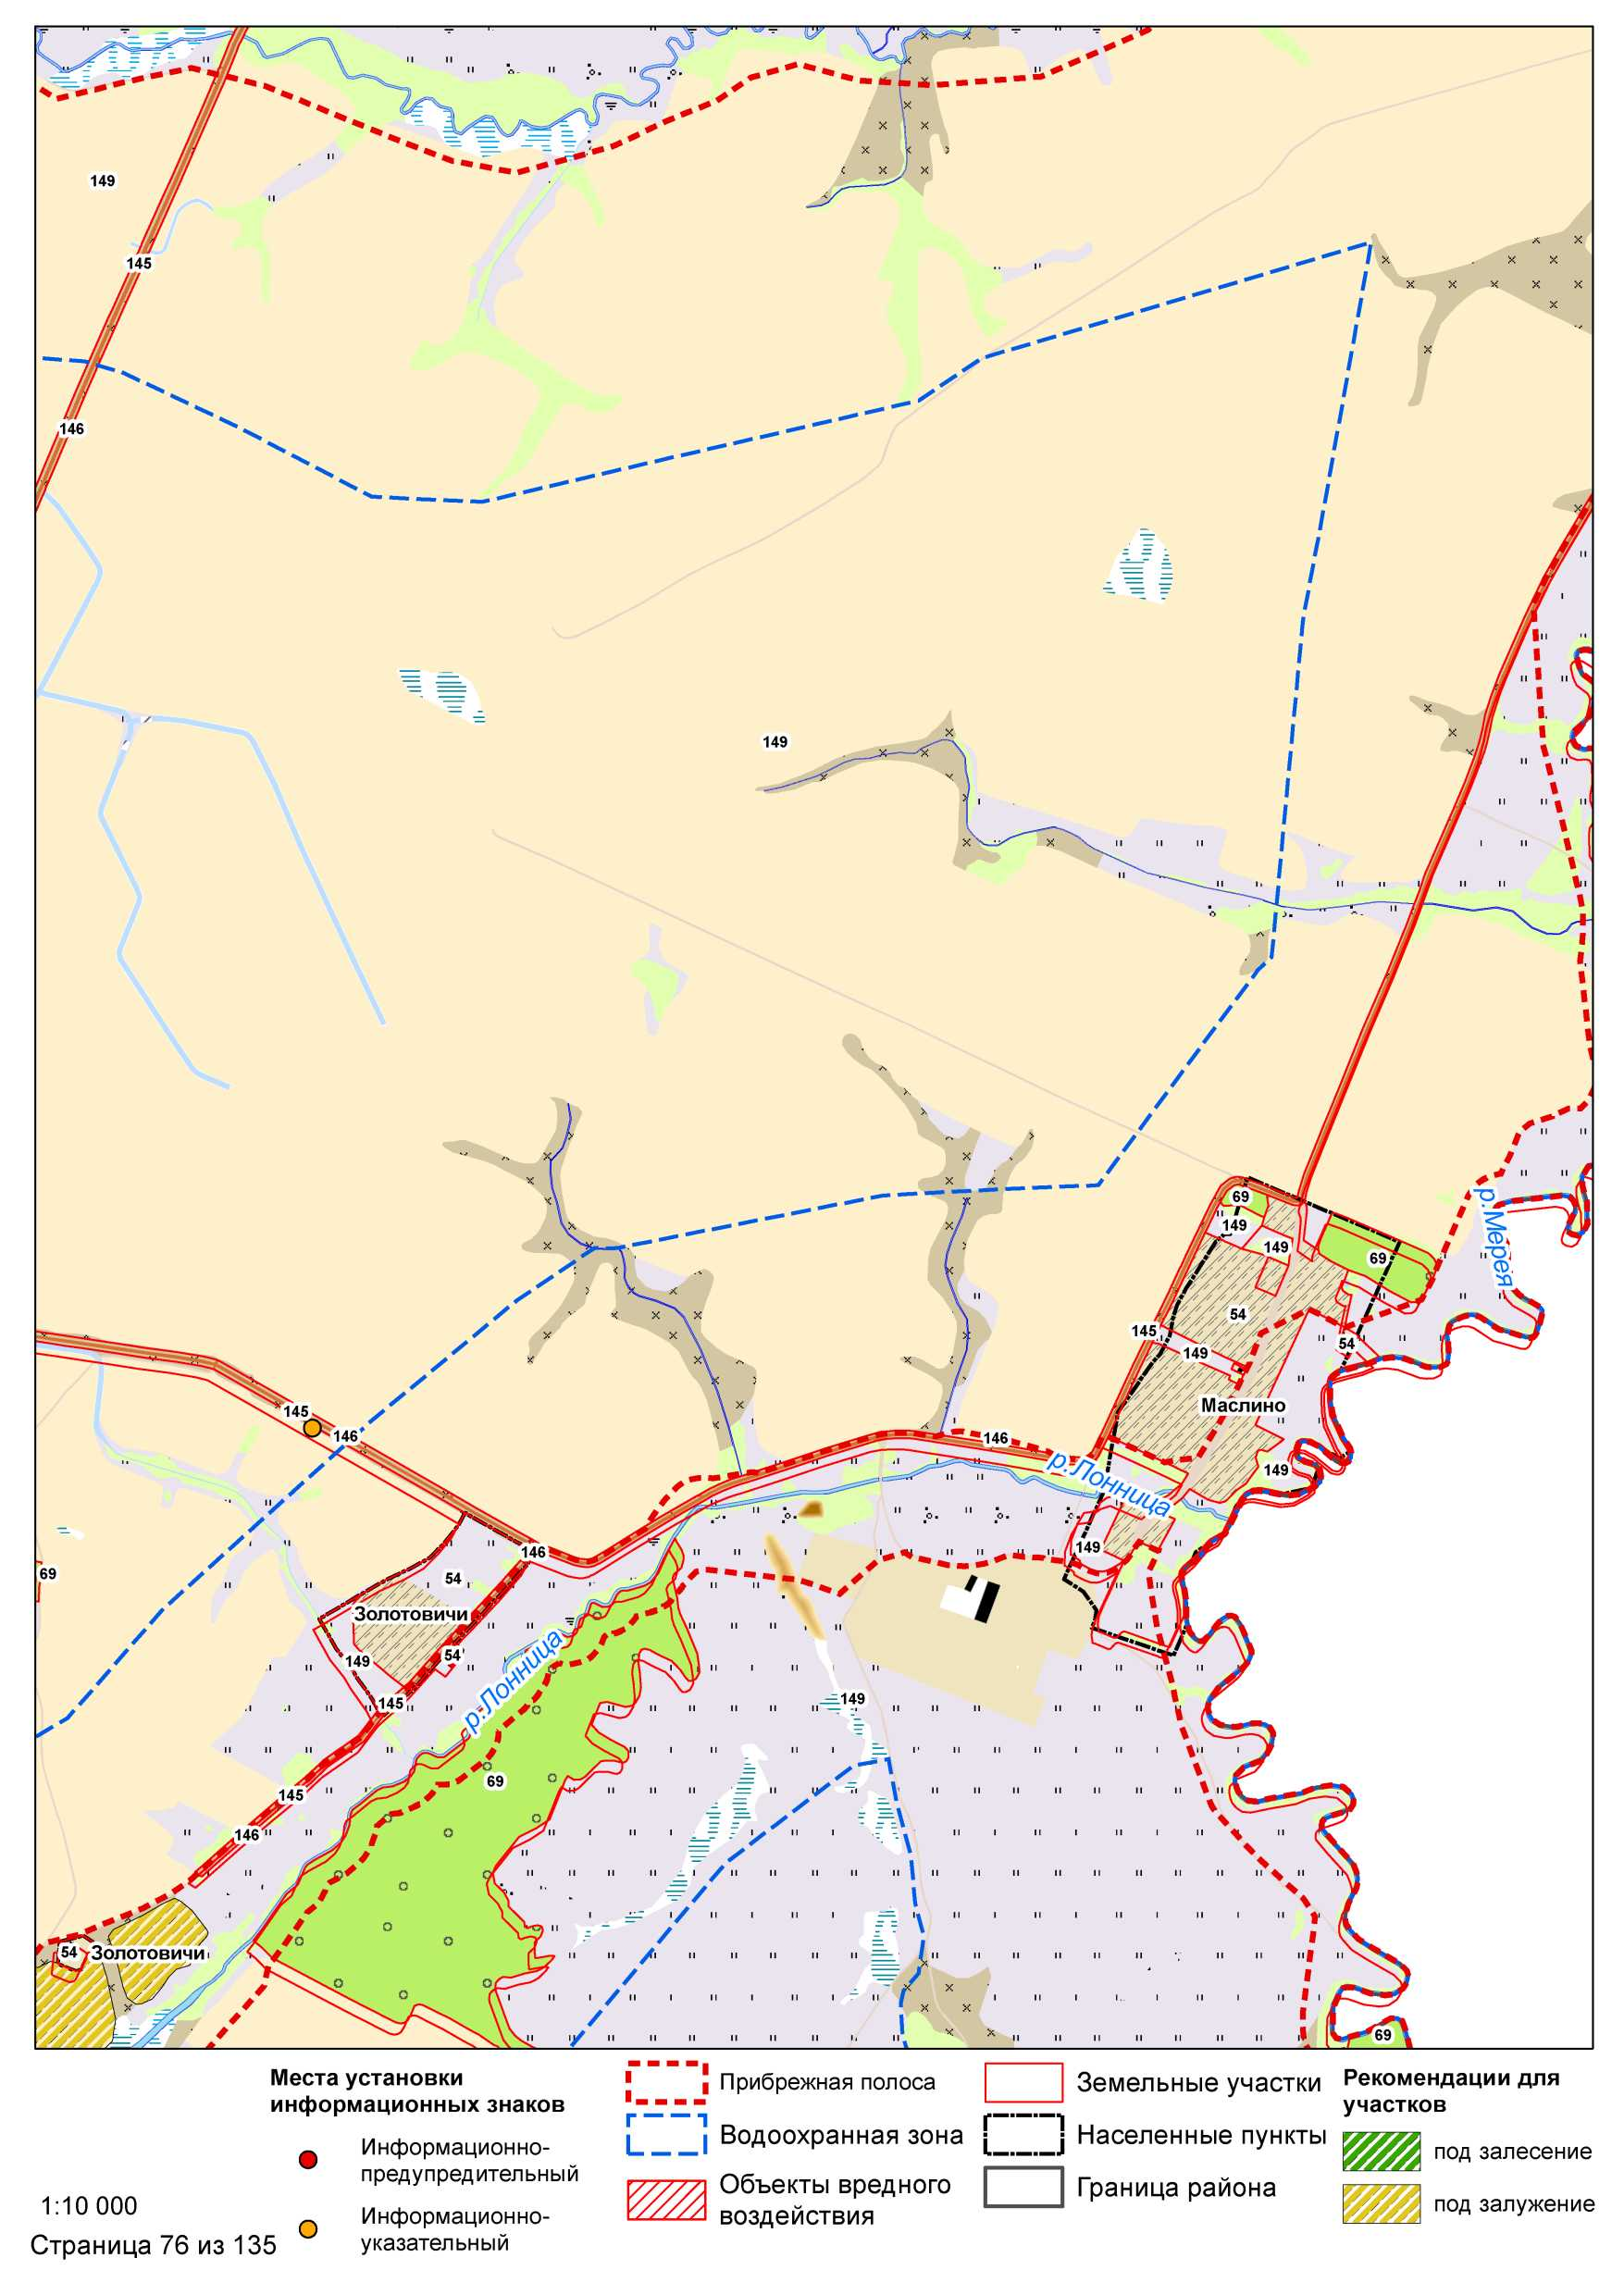 149
145
146
149
69
149
149
69
р.Мерея
54
145
149
54
Маслино
145
146
146
149
р.Лонница
146
149
69
54
Золотовичи
54
149
145
р.Лонница
149
69
145
146
54
Золотовичи
69
Места установки
информационных знаков
Информационно-
предупредительный
Информационно-
указательный
Прибрежная полоса
Водоохранная зона
Объекты вредного
воздействия
Земельные участки
Населенные пункты
Граница района
Рекомендации для
участков
под залесение
под залужение
1:10 000
Страница 76 из 135